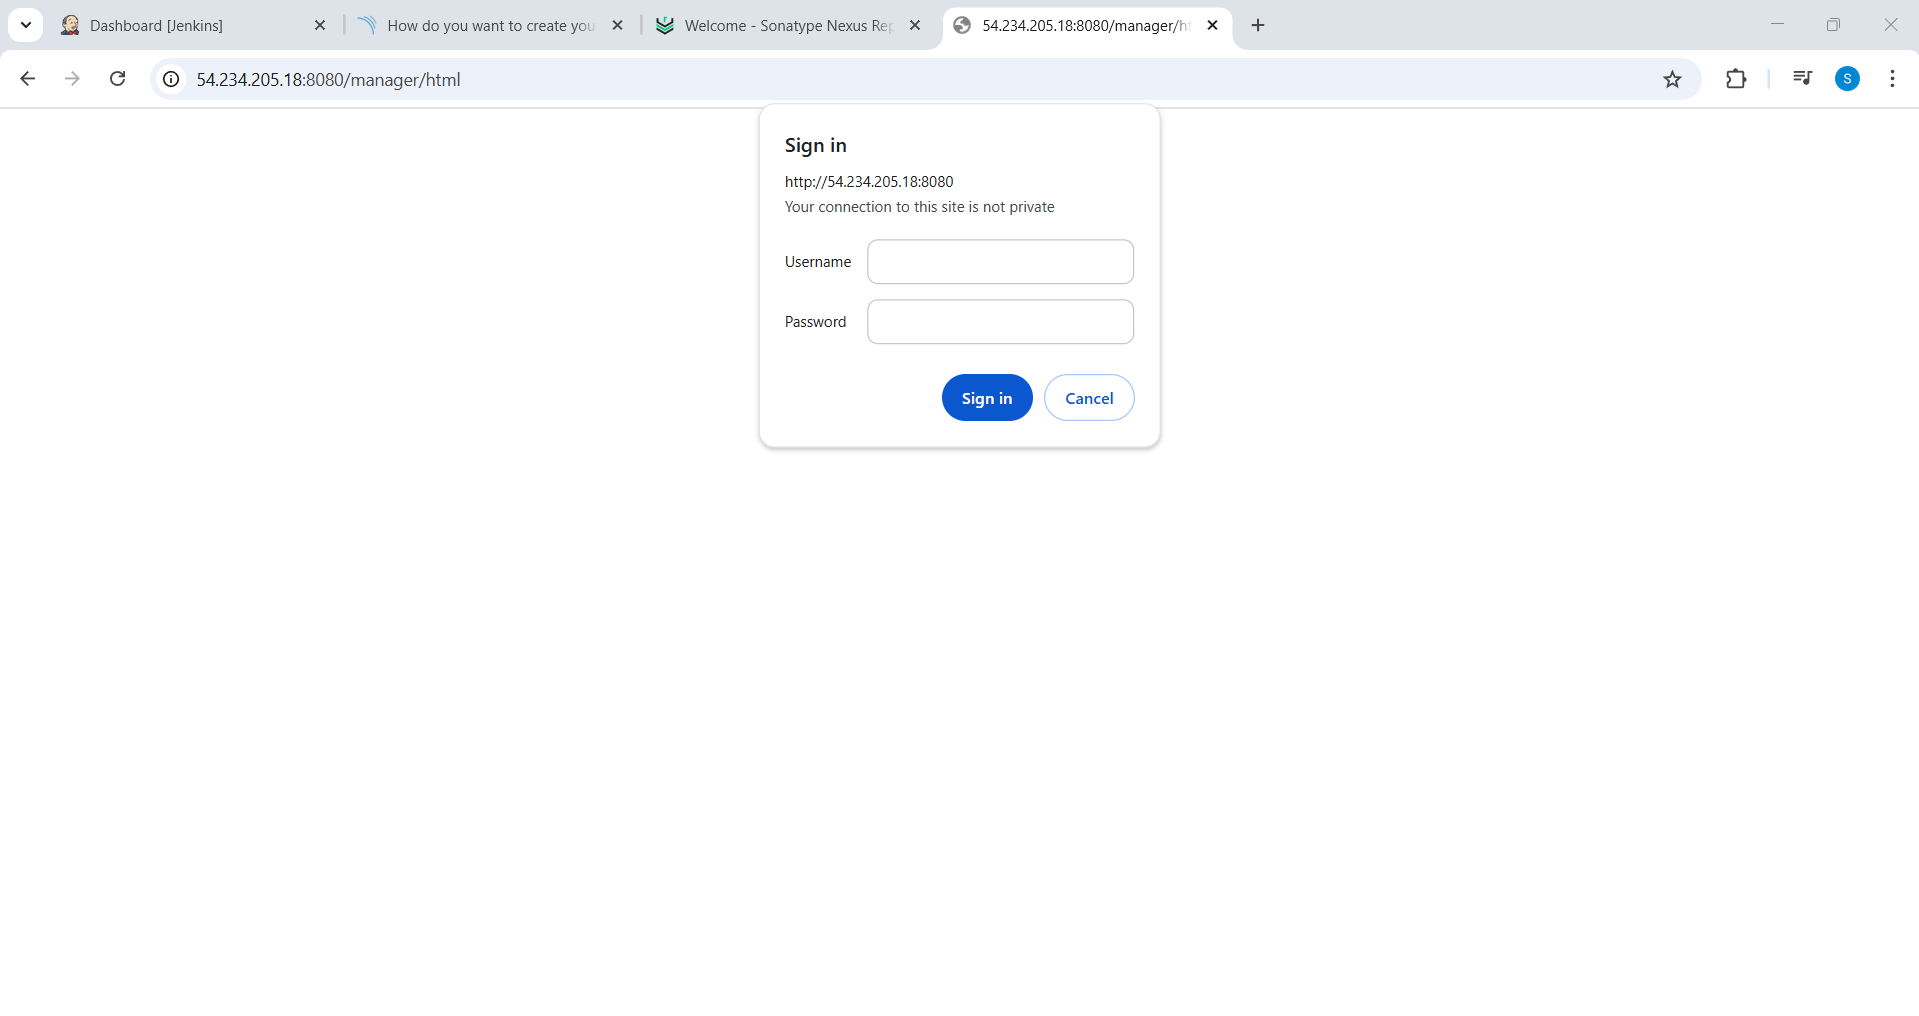 Dashboard [Jenkins]
How do you want to create you
Welcome - Sonatype Nexus Rep
54.234.205.18:8080/manager/ht
54.234.205.18:8080/manager/html
S
Sign in
http://54.234.205.18:8080
Your connection to this site is not private
Username
Password
Sign in
Cancel